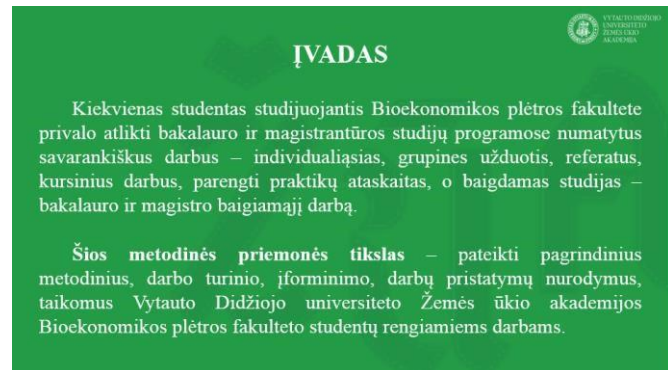 VYTAUTO DIDŽIOJO
UNIVERSITETO
ŽEMĖS ŪKIO
AKADEMIJA
ĮVADAS
Kiekvienas studentas studijuojantis Bioekonomikos plėtros fakultete
privalo atlikti bakalauro ir magistrantūros studijų programose numatytus
savarankiškus darbus – individualiąsias, grupines užduotis, referatus,
kursinius darbus, parengti praktikų ataskaitas, o baigdamas studijas –
bakalauro ir magistro baigiamąjį darbą.
Šios metodinės priemonės tikslas – pateikti pagrindinius
metodinius, darbo turinio, įforminimo, darbų pristatymų nurodymus,
taikomus Vytauto Didžiojo universiteto Žemės ūkio akademijos
Bioekonomikos plėtros fakulteto studentų rengiamiems darbams.